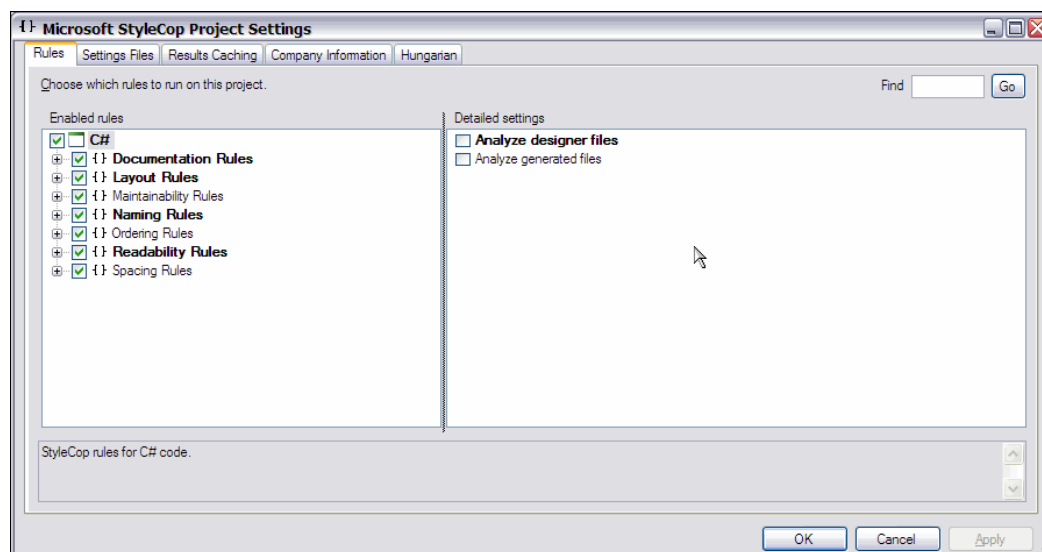 {} Microsoft StyleCop Project Settings
Rules Settings Files Results Caching Company Information Hungarian
Choose which rules to run on this project.
Find
Go
Enabled rules
C#
{} Documentation Rules
{} Layout Rules
{} Maintainability Rules
{} Naming Rules
{} Ordering Rules
{} Readability Rules
{} Spacing Rules
Detailed settings
Analyze designer files
Analyze generated files
StyleCop rules for C# code.
OK Cancel Apply